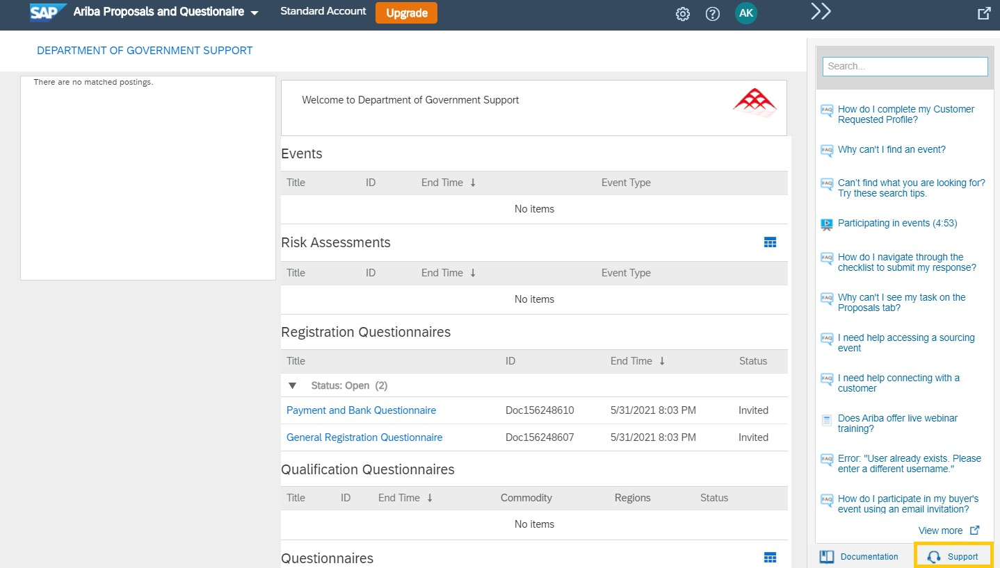 SAP Ariba Proposals and Questionaire Standard Account Upgrade AK
DEPARTMENT OF GOVERNMENT SUPPORT
There are no matched postings.
Welcome to Department of Government Support
Events
Title ID End Time ↓ Event Type
No items
Risk Assessments
Title ID End Time ↓ Event Type
No items
Registration Questionnaires
Title ID End Time ↓ Status
▼ Status: Open (2)
Payment and Bank Questionnaire Doc156248610 5/31/2021 8:03 PM Invited
General Registration Questionnaire Doc156248607 5/31/2021 8:03 PM Invited
Qualification Questionnaires
Title ID End Time ↓ Commodity Regions Status
No items
Questionnaires
Search...
FAQ How do I complete my Customer
Requested Profile?
FAQ Why can't I find an event?
FAQ Can't find what you are looking for?
Try these search tips.
Participating in events (4:53)
FAQ How do I navigate through the
checklist to submit my response?
FAQ Why can't I see my task on the
Proposals tab?
FAQ I need help accessing a sourcing
event
FAQ I need help connecting with a
customer
Does Ariba offer live webinar
training?
FAQ Error: "User already exists. Please
enter a different username."
FAQ How do I participate in my buyer's
event using an email invitation?
View more
Documentation Support